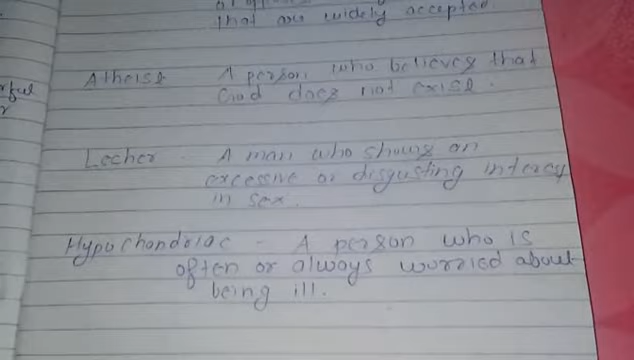 that are widely accepted
Atheist A person who believes that
God does not exist.
Lecher - A man who shows an
excessive or disgusting interest
in sex.
Hypochondriac - A person who is
often or always worried about
being ill.